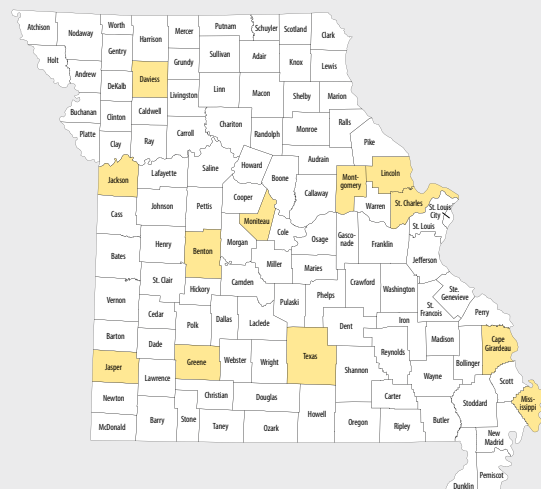 Atchison
Nodaway
Worth
Harrison
Mercer
Putnam
Schuyler
Scotland
Clark
Gentry
Sullivan
Adair
Knox
Lewis
Holt
Andrew
DeKalb
Daviess
Grundy
Livingston
Linn
Macon
Shelby
Marion
Buchanan
Clinton
Caldwell
Chariton
Platte
Clay
Ray
Carroll
Randolph
Monroe
Ralls
Pike
Audrain
Jackson
Lafayette
Saline
Howard
Boone
Callaway
Mont-
gomery
Lincoln
Cass
Johnson
Pettis
Cooper
Moniteau
Cole
Osage
Gasco-
nade
Warren
St. Charles
St. Louis
City
St. Louis
Franklin
Bates
Henry
Benton
Morgan
Miller
Maries
Jefferson
Vernon
St. Clair
Hickory
Camden
Pulaski
Phelps
Crawford
Washington
St.
Francois
Ste.
Genevieve
Perry
Barton
Cedar
Polk
Dallas
Laclede
Dent
Iron
Madison
Bollinger
Cape
Girardeau
Jasper
Dade
Greene
Webster
Wright
Texas
Shannon
Reynolds
Wayne
Scott
Newton
Lawrence
Christian
Douglas
Howell
Carter
Stoddard
Miss-
issippi
McDonald
Barry
Stone
Taney
Ozark
Oregon
Ripley
Butler
New
Madrid
Dunklin
Pemiscot